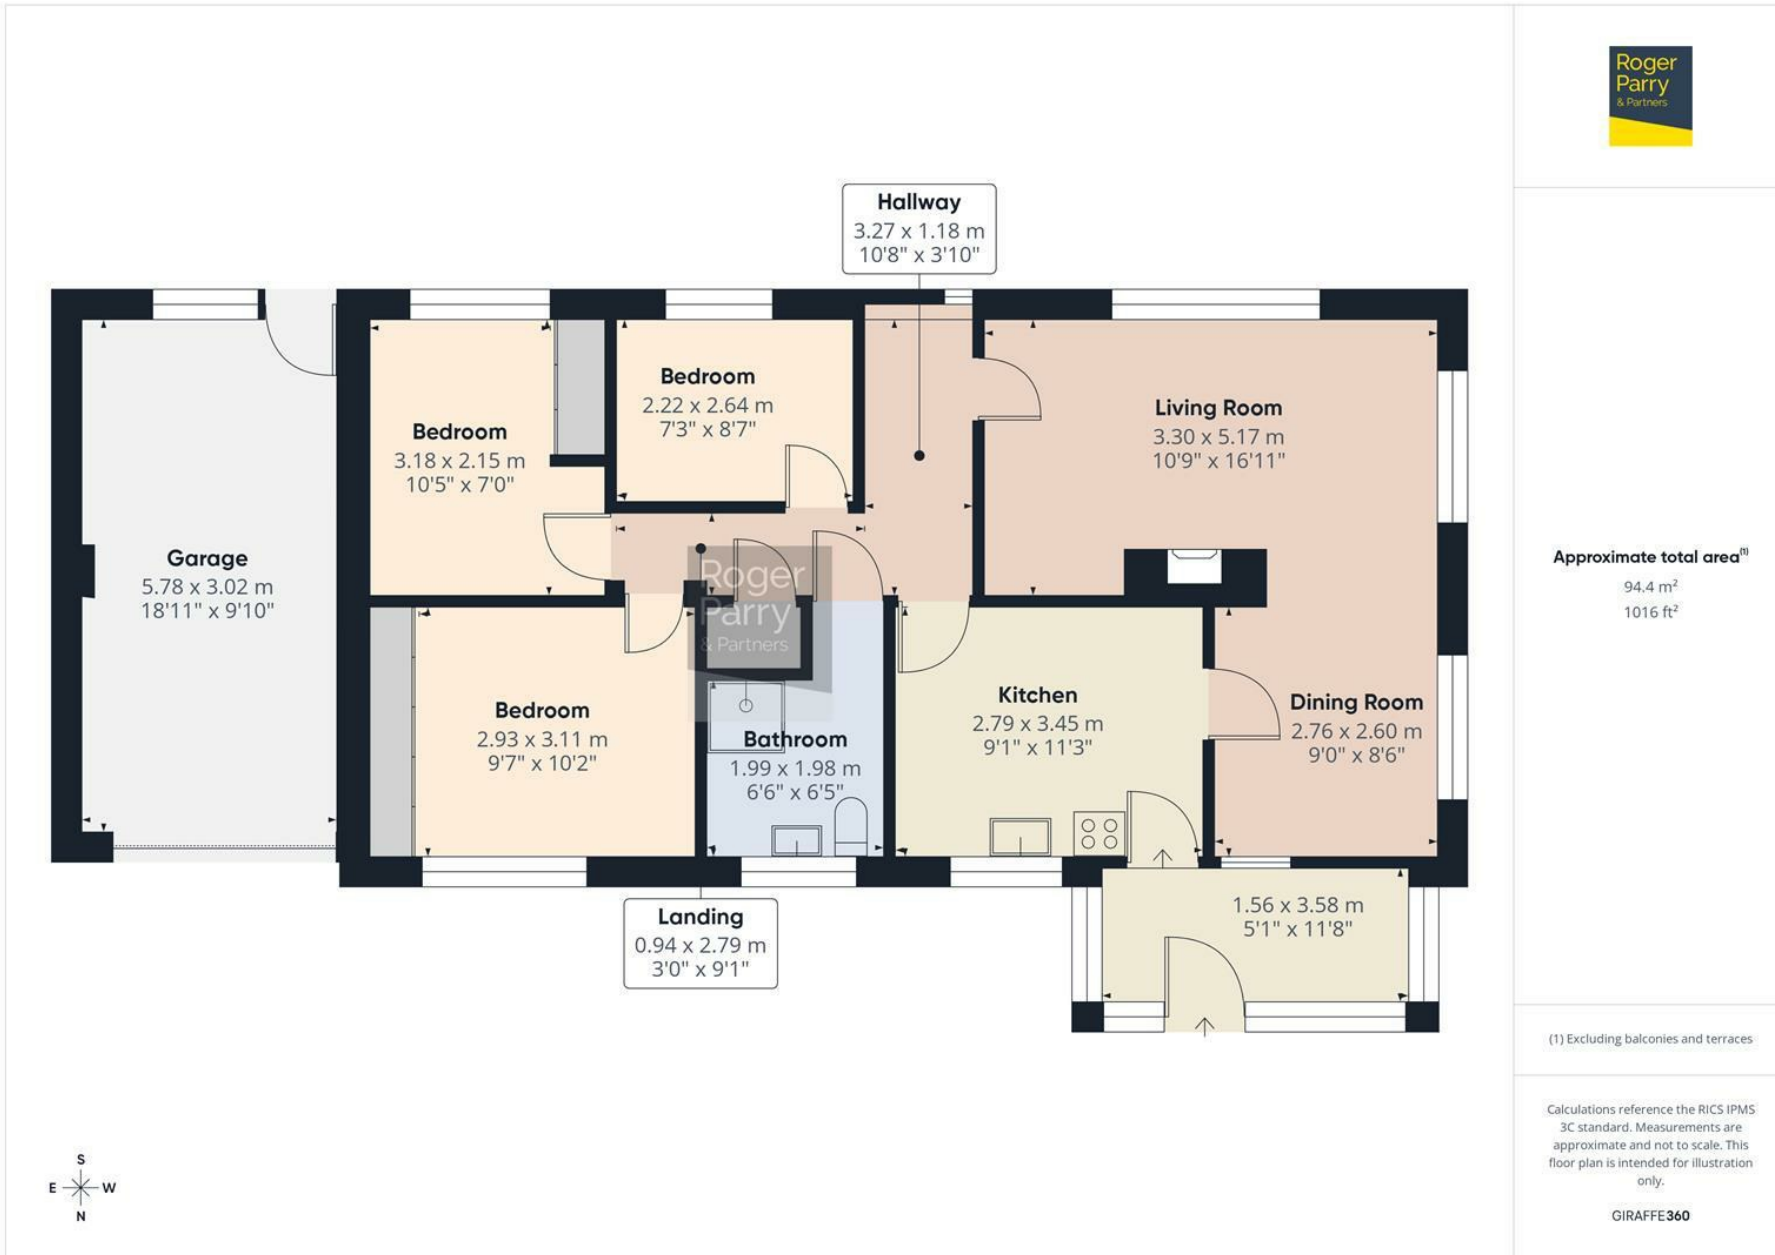 Roger
Parry
& Partners
Hallway
3.27 x 1.18 m
10'8" x 3'10"
Bedroom
3.18 x 2.15 m
10'5" x 7'0"
Bedroom
2.22 x 2.64 m
7'3" x 8'7"
Living Room
3.30 x 5.17 m
10'9" x 16'11"
Garage
5.78 x 3.02 m
18'11" x 9'10"
Roger
Parry
& Partners
Bedroom
2.93 x 3.11 m
9'7" x 10'2"
Bathroom
1.99 x 1.98 m
6'6" x 6'5"
Kitchen
2.79 x 3.45 m
9'1" x 11'3"
Dining Room
2.76 x 2.60 m
9'0" x 8'6"
Landing
0.94 x 2.79 m
3'0" x 9'1"
1.56 x 3.58 m
5'1" x 11'8"
S
E W
N
Approximate total area(1)
94.4 m²
1016 ft²
(1) Excluding balconies and terraces
Calculations reference the RICS IPMS
3C standard. Measurements are
approximate and not to scale. This
floor plan is intended for illustration
only.
GIRAFFE360